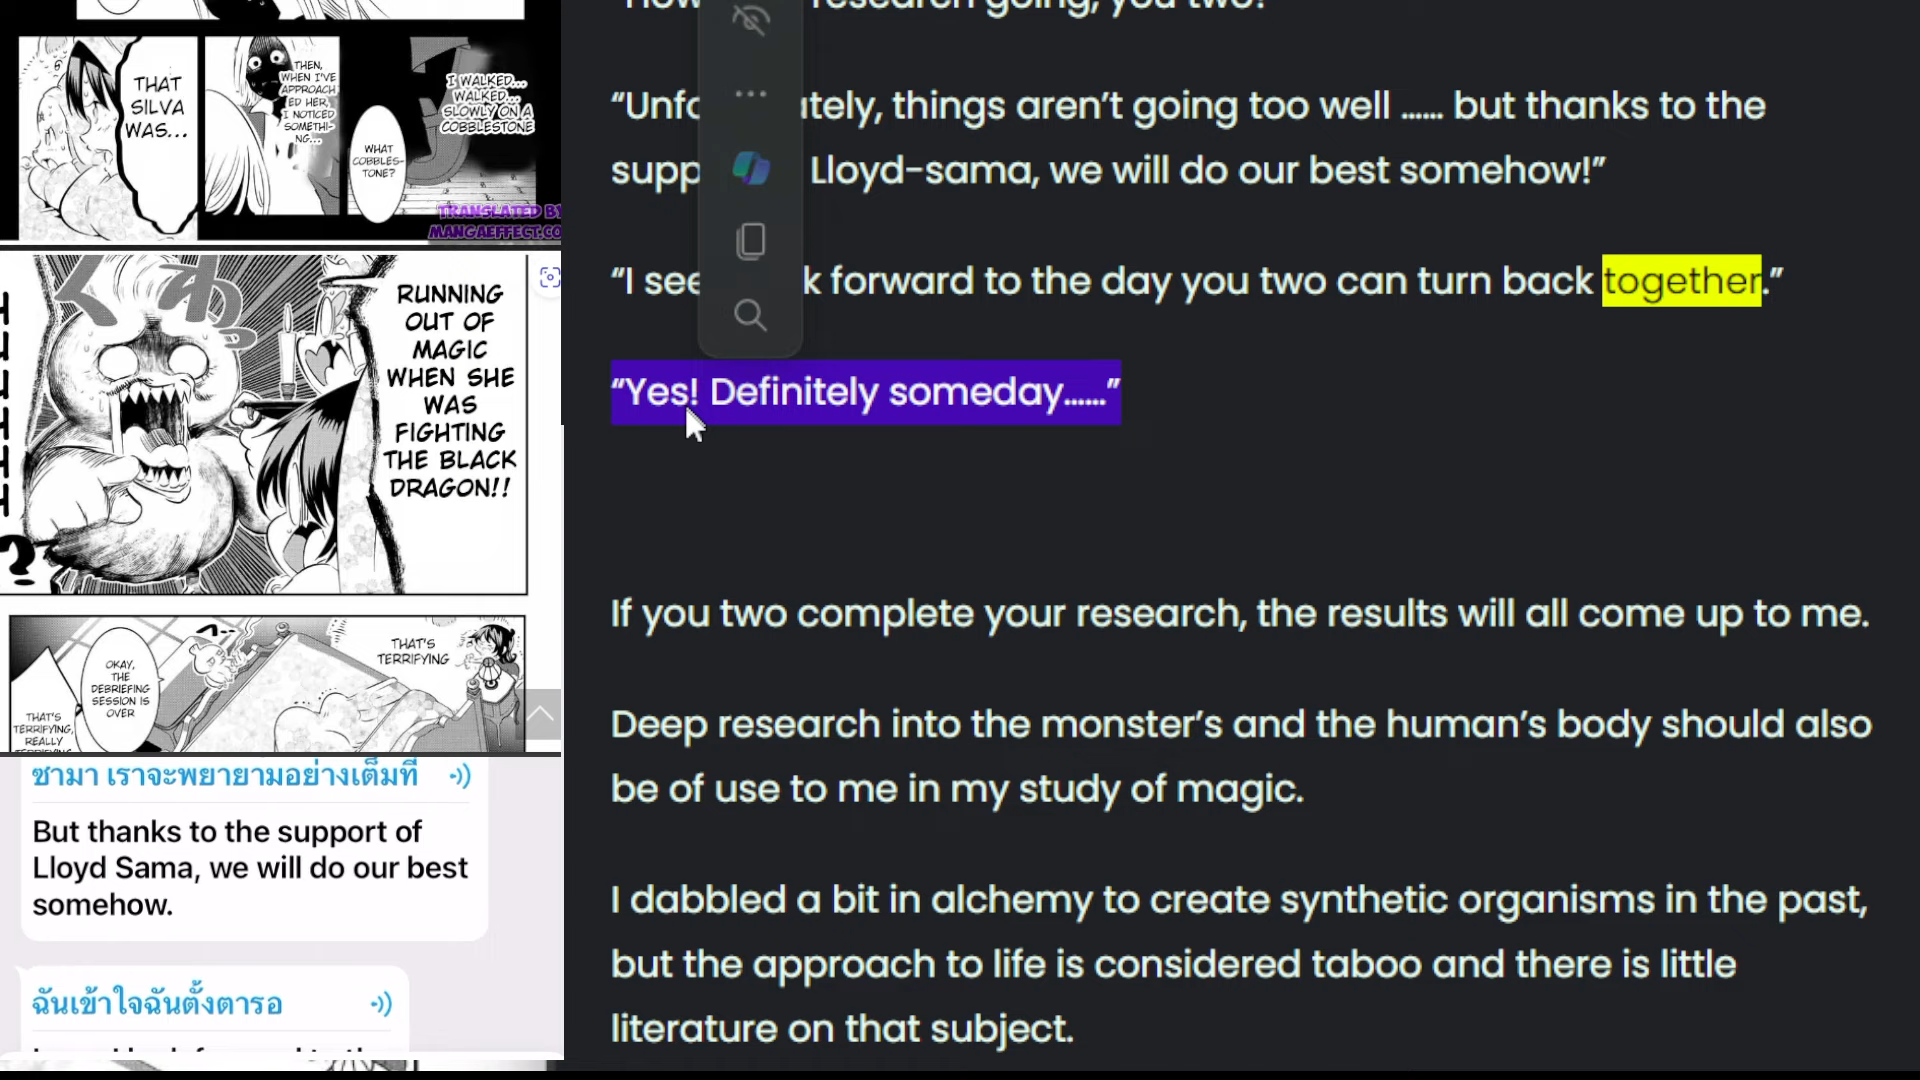 THAT
SILVA
WAS...
THEN,
WHEN I'VE
APPROACH
ED HER,
I NOTICED
SOMETHI-
NG...
WHAT
COBBLES-
TONE?
I WALKED...
WALKED...
SLOWLY ON A
COBBLESTONE
TRANSLATED BY
MANGAEFFECT.CO
RUNNING
OUT OF
MAGIC
WHEN SHE
WAS
FIGHTING
THE BLACK
DRAGON!!
OKAY,
THE
DEBRIEFING
SESSION IS
OVER
THAT'S
TERRIFYING
THAT'S
TERRIFYING,
REALLY
ซามา เราจะพยายามอย่างเต็มที่
But thanks to the support of
Lloyd Sama, we will do our best
somehow.
ฉันเข้าใจฉันตั้งตารอ
research going, you two?
“Unfo ately, things aren’t going too well …… but thanks to the
supp Lloyd-sama, we will do our best somehow!”
“I see k forward to the day you two can turn back together.”
“Yes! Definitely someday……”
If you two complete your research, the results will all come up to me.
Deep research into the monster’s and the human’s body should also
be of use to me in my study of magic.
I dabbled a bit in alchemy to create synthetic organisms in the past,
but the approach to life is considered taboo and there is little
literature on that subject.